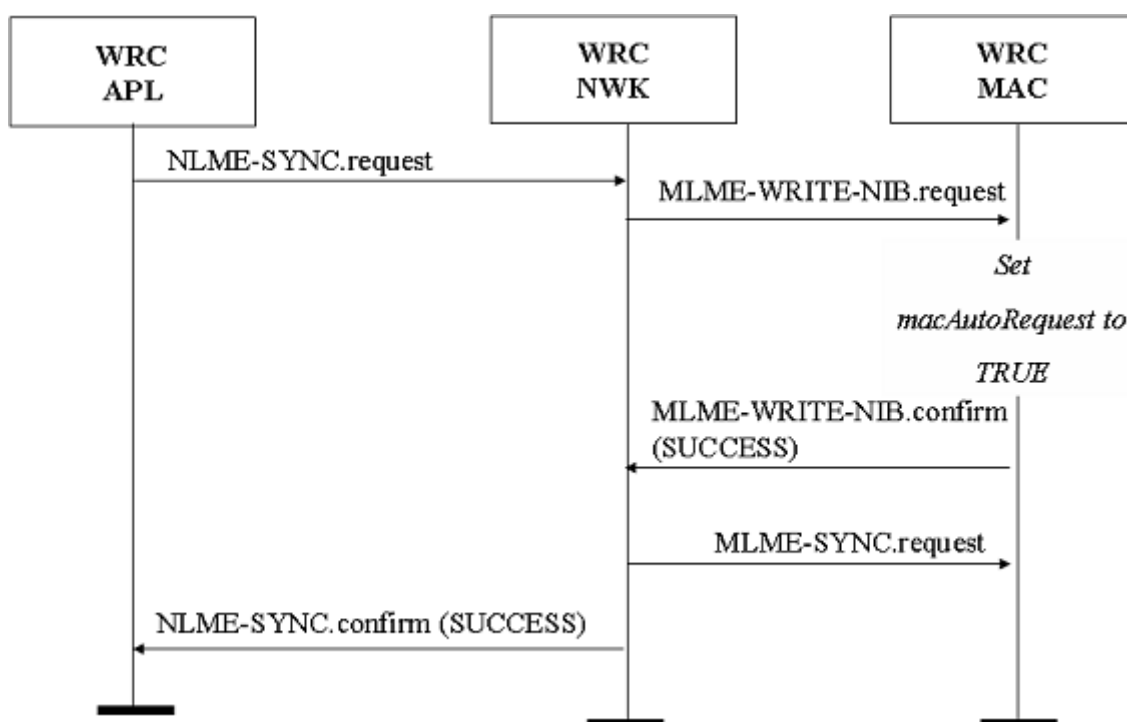 WRC
APL
WRC
NWK
WRC
MAC
NLME-SYNC.request
MLME-WRITE-NIB.request
Set
macAutoRequest to
TRUE
MLME-WRITE-NIB.confirm
(SUCCESS)
MLME-SYNC.request
NLME-SYNC.confirm (SUCCESS)